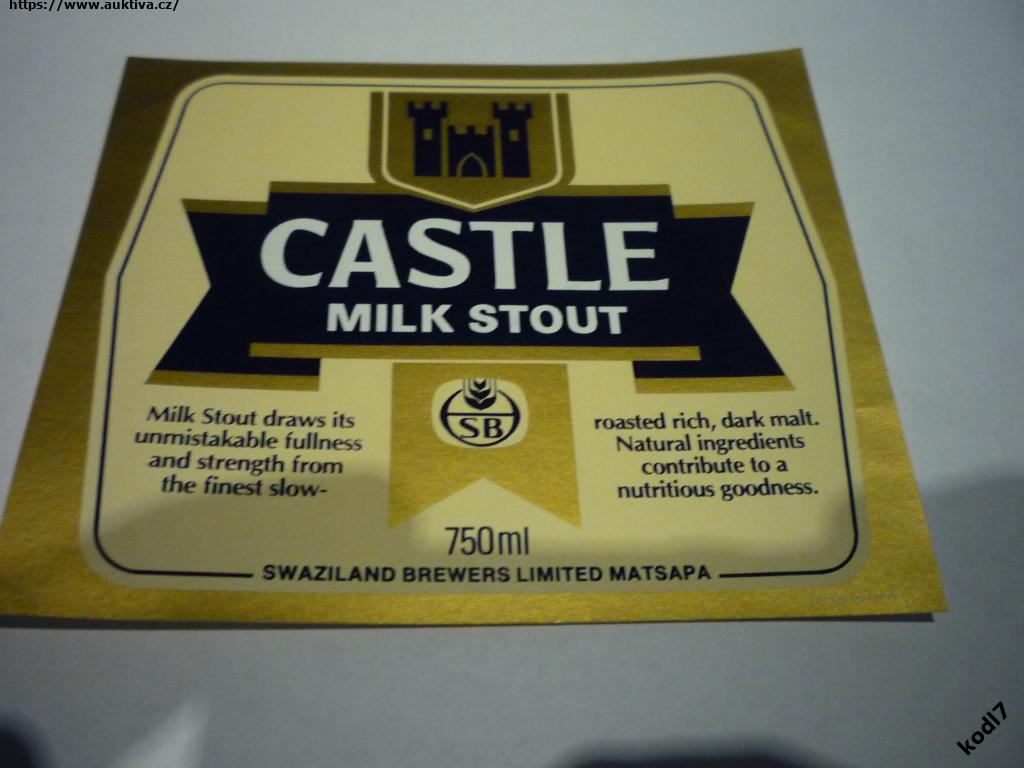 https://www.auktiva.cz/
CASTLE
MILK STOUT
Milk Stout draws its
unmistakable fullness
and strength from
the finest slow-
roasted rich, dark malt.
Natural ingredients
contribute to a
nutritious goodness.
SB
750ml
SWAZILAND BREWERS LIMITED MATSAPA
kodl7